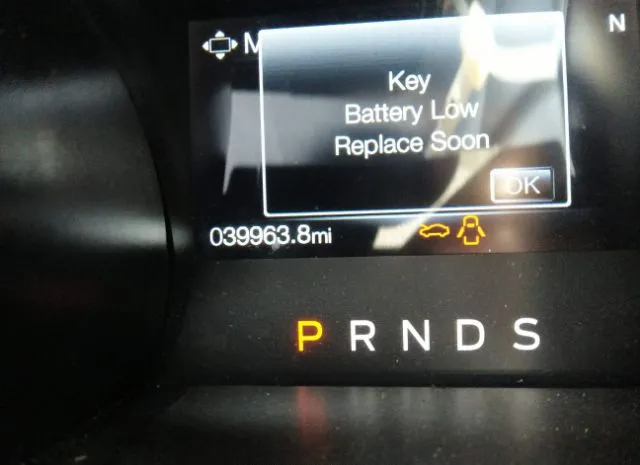 M
N
Key
Battery Low
Replace Soon
OK
039963.8mi
P R N D S